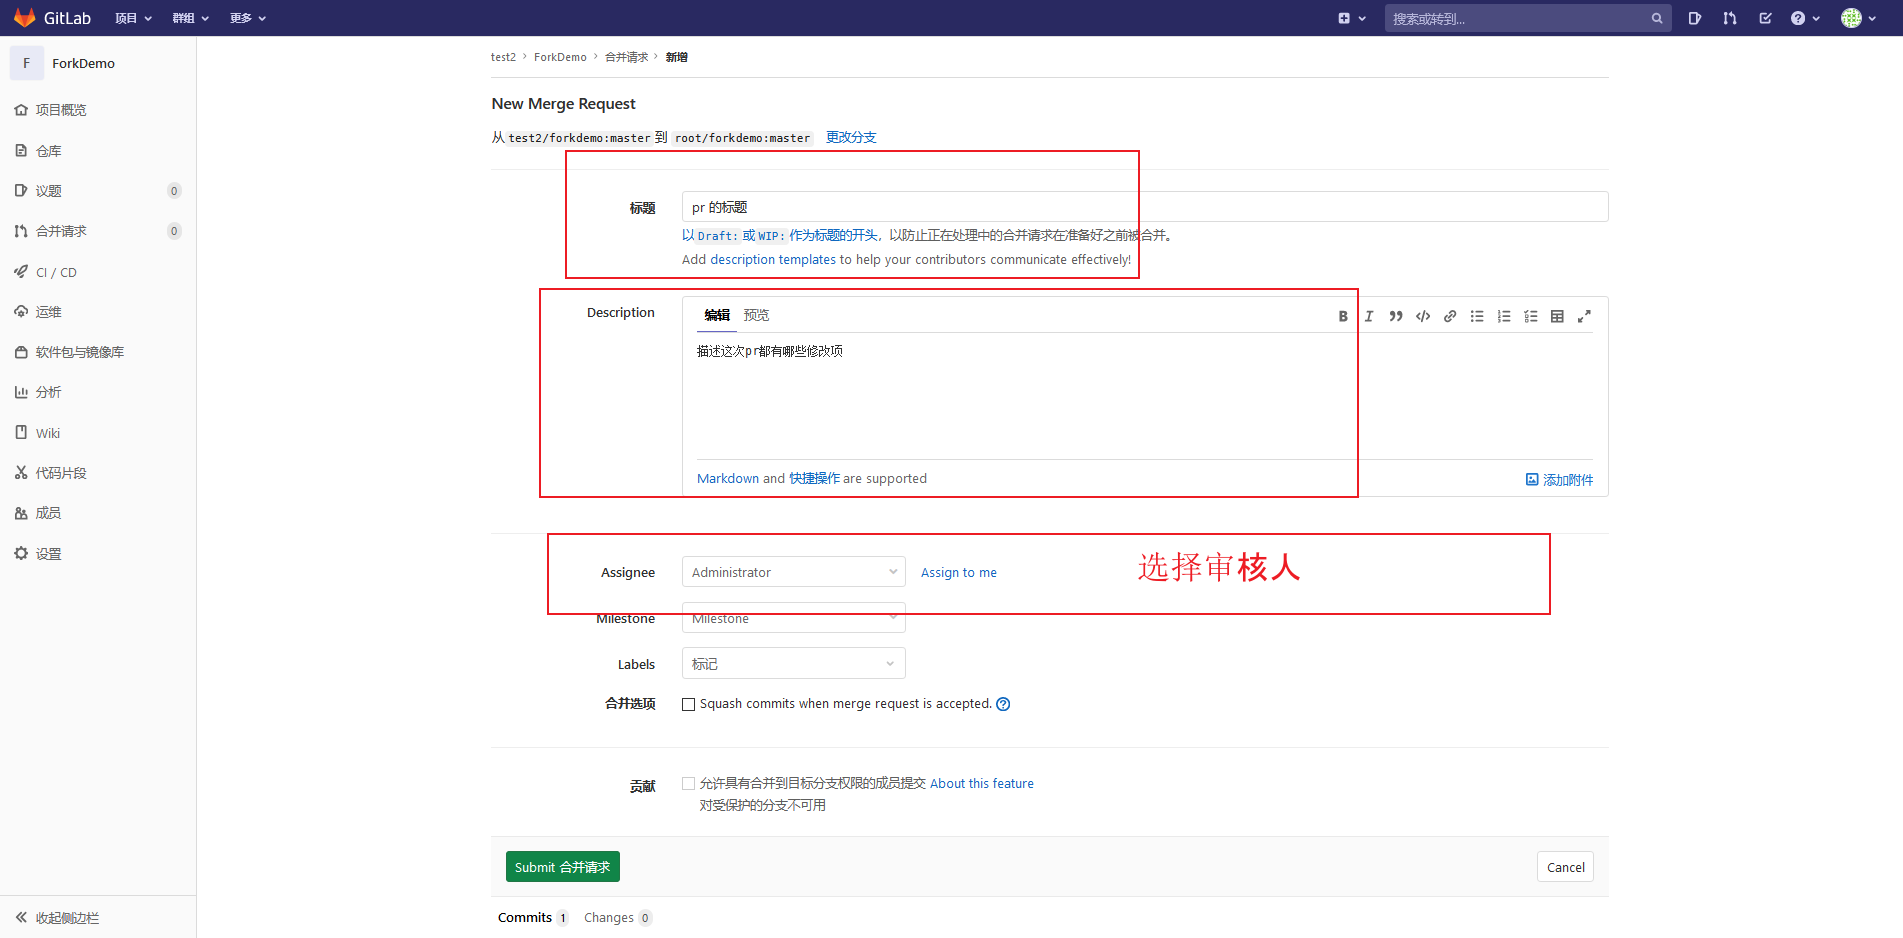 GitLab 项目 群组 更多 搜索或转到...
F ForkDemo
项目概览
仓库
议题 0
合并请求 0
CI / CD
运维
软件包与镜像库
分析
Wiki
代码片段
成员
设置
收起侧边栏
test2 > ForkDemo > 合并请求 > 新增
New Merge Request
从 test2/forkdemo:master 到 root/forkdemo:master 更改分支
标题 pr 的标题
以 Draft: 或 WIP: 作为标题的开头，以防止正在处理中的合并请求在准备好之前被合并。
Add description templates to help your contributors communicate effectively!
Description 编辑 预览
描述这次pr都有哪些修改项
Markdown and 快捷操作 are supported 添加附件
Assignee Administrator Assign to me 选择审核人
Milestone Milestone
Labels 标记
合并选项 Squash commits when merge request is accepted.
贡献 允许具有合并到目标分支权限的成员提交 About this feature
对受保护的分支不可用
Submit 合并请求 Cancel
Commits 1 Changes 0